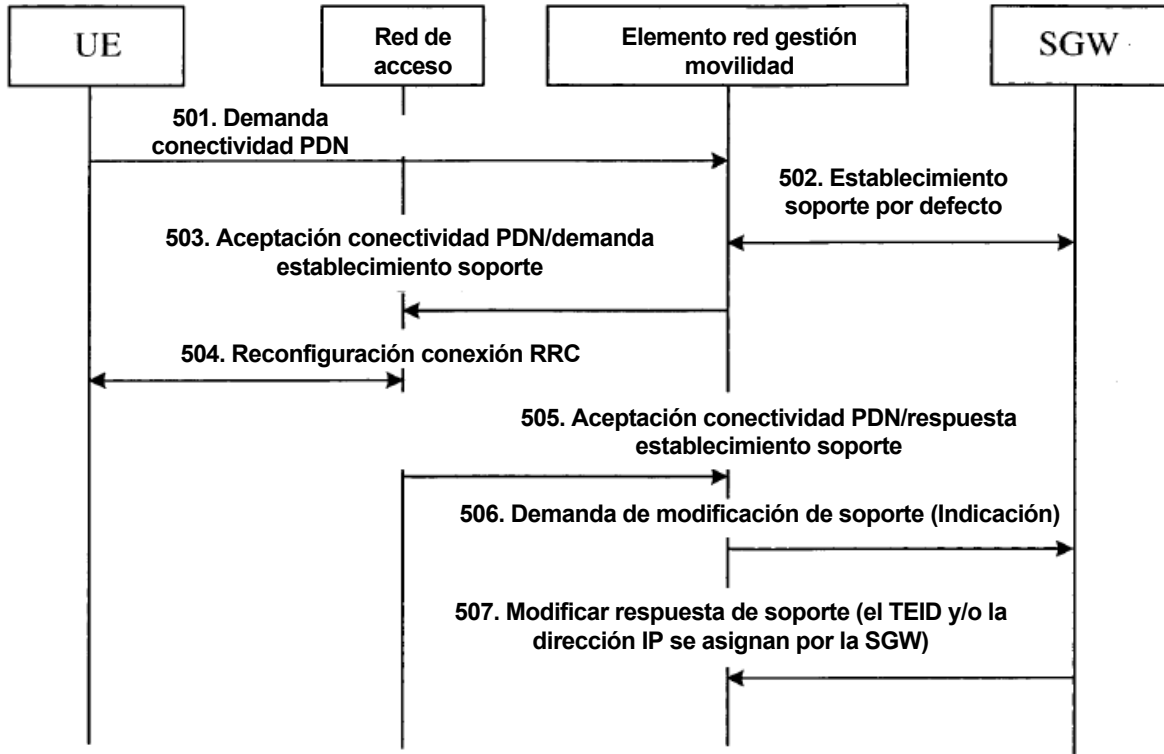 UE
Red de
acceso
Elemento red gestión
movilidad
SGW
501. Demanda
conectividad PDN
502. Establecimiento
soporte por defecto
503. Aceptación conectividad PDN/demanda
establecimiento soporte
504. Reconfiguración conexión RRC
505. Aceptación conectividad PDN/respuesta
establecimiento soporte
506. Demanda de modificación de soporte (Indicación)
507. Modificar respuesta de soporte (el TEID y/o la
dirección IP se asignan por la SGW)